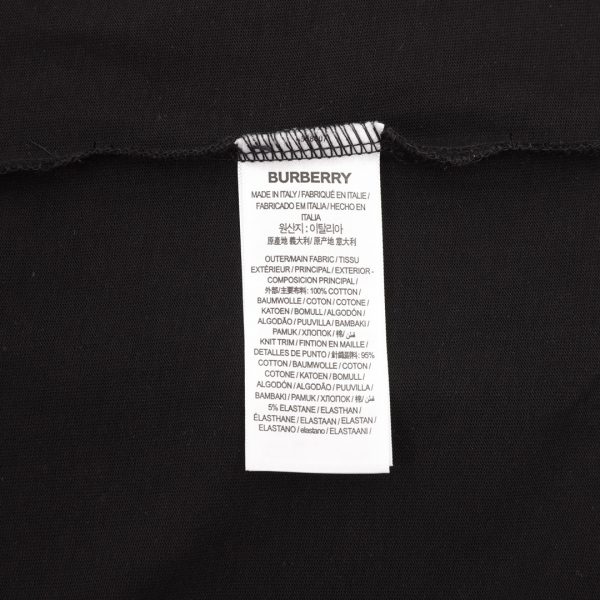 BURBERRY
MADE IN ITALY / FABRIQUÉ EN ITALIE /
FABRICADO EM ITALIA / HECHO EN
ITALIA
원산지 : 이탈리아
原產地 義大利 / 原产地 意大利
OUTER/MAIN FABRIC / TISSU
EXTÉRIEUR / PRINCIPAL / EXTERIOR -
COMPOSICION PRINCIPAL /
外部/主要布料: 100% COTTON /
BAUMWOLLE / COTON / COTONE /
KATOEN / BOMULL / ALGODÓN /
ALGODÃO / PUUVILLA / BAMBAKI /
PAMUK / ХЛОПОК / 棉/ قطن /
KNIT TRIM / FINTION EN MAILLE /
DETALLES DE PUNTO / 針織副料: 95%
COTTON / BAUMWOLLE / COTON /
COTONE / KATOEN / BOMULL /
ALGODÓN / ALGODÃO / PUUVILLA /
BAMBAKI / PAMUK / ХЛОПОК / 棉/ قطن
5% ELASTANE / ELASTHAN /
ÉLASTHANE / ELASTAAN / ELASTAN /
ELASTANO / elastano / ELASTAANI /